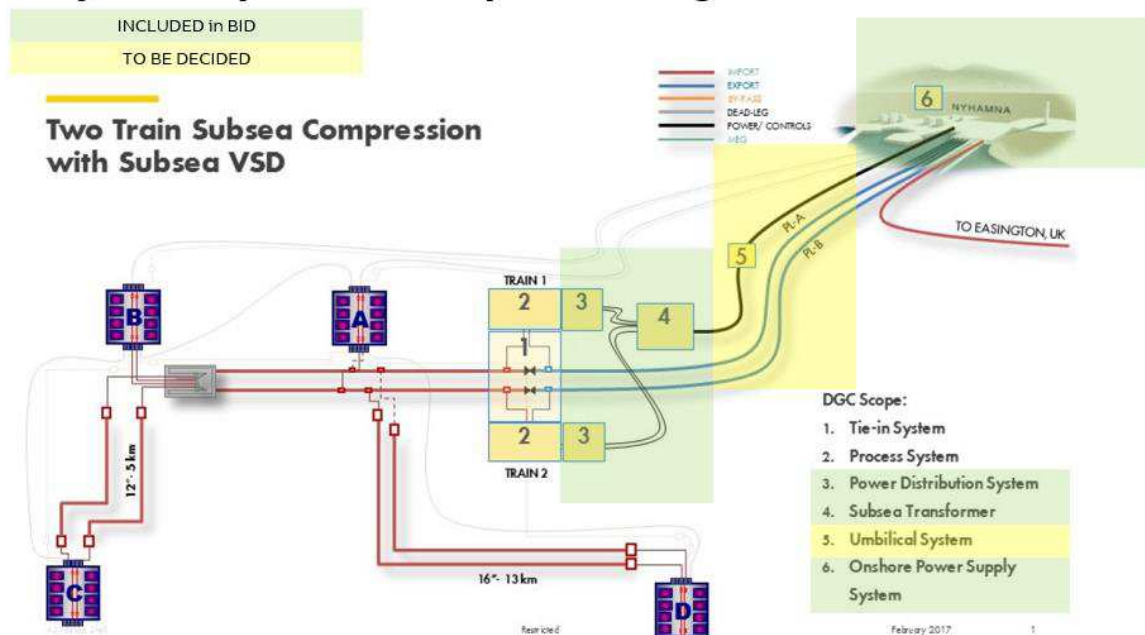 INCLUDED in BID
TO BE DECIDED
Two Train Subsea Compression
with Subsea VSD
IMPORT
EXPORT
BY-PASS
DEAD-LEG
POWER/ CONTROLS
MEG
6
NYHAMNA
PL-A
PL-B
TO EASINGTON, UK
5
TRAIN 1
2
3
4
B
A
1
2
3
TRAIN 2
12"- 5 km
16"- 13 km
C
D
DGC Scope:
1. Tie-in System
2. Process System
3. Power Distribution System
4. Subsea Transformer
5. Umbilical System
6. Onshore Power Supply
System
Restricted
February 2017
1